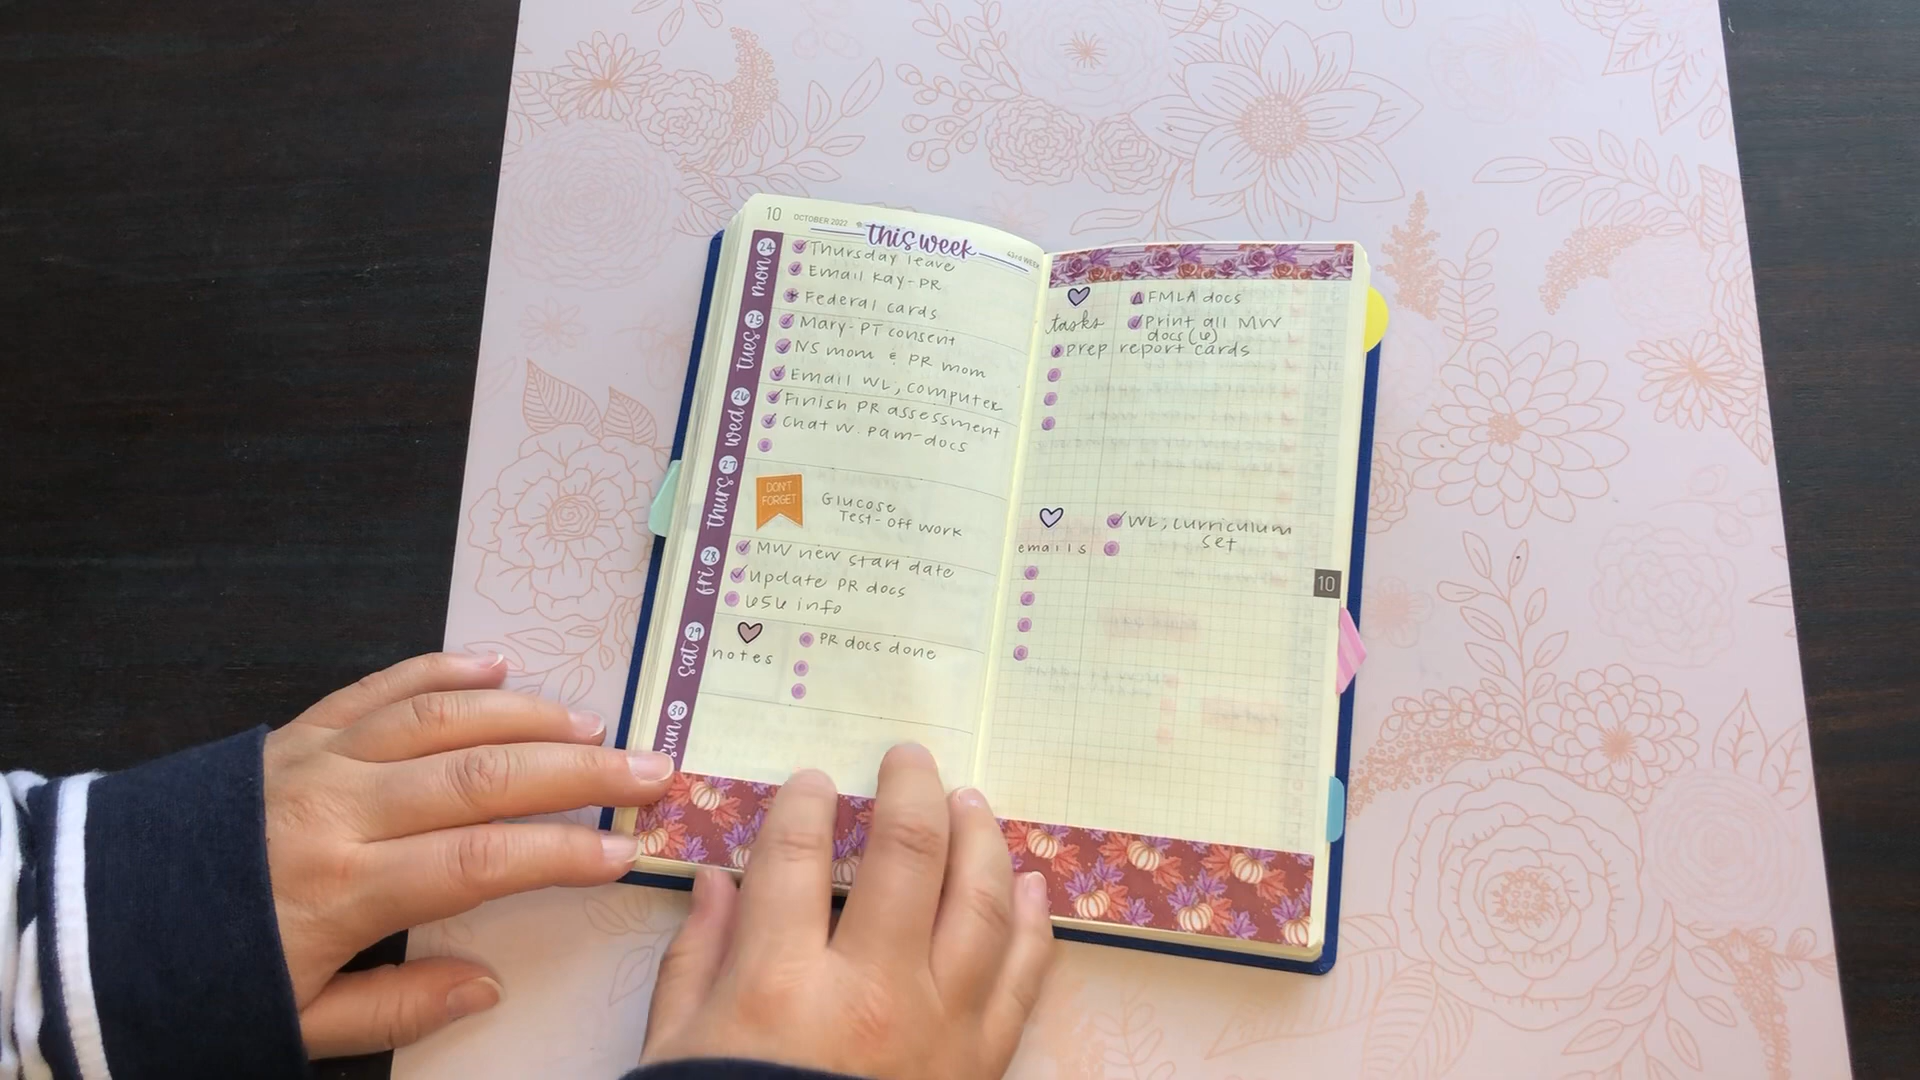 10 OCTOBER 2022
this week
43rd WEEK
mon 24
Thursday leave
Email Kay-PR
Federal cards
tues 25
Mary-PT consent
NS mom & PR mom
Email WL, computer
wed 26
Finish PR assessment
Chat w. Pam-docs
thurs 27
DON'T
FORGET
Glucose
Test-off work
fri 28
MW new start date
Update PR docs
656 info
sat 29
notes
PR docs done
sun 30
tasks
FMLA docs
Print all MW
docs (6)
Prep report cards
emails
WL, curriculum
set
10